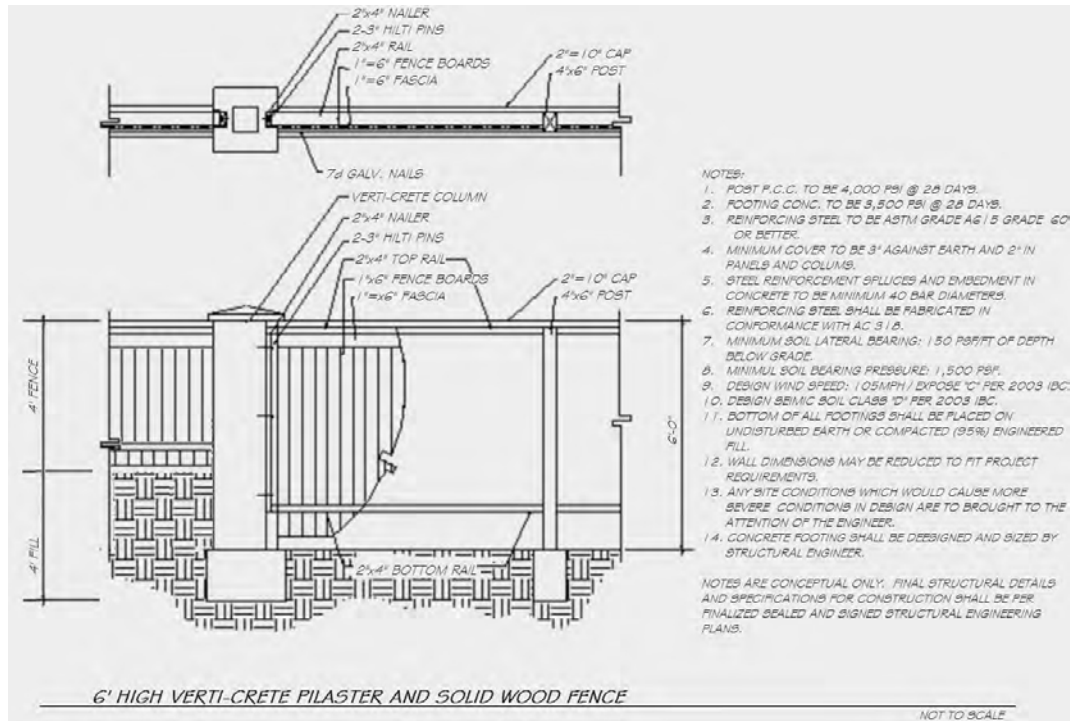 2"x4" NAILER
2-3" HILTI PINS
2"x4" RAIL
1"=6" FENCE BOARDS
1"=6" FASCIA
2"=10" CAP
4"x6" POST
7d GALV. NAILS
VERTI-CRETE COLUMN
2"x4" NAILER
2-3" HILTI PINS
2"x4" TOP RAIL
1"x6" FENCE BOARDS
1"=x6" FASCIA
2"=10" CAP
4"x6" POST
4' FENCE
4' FILL
6'-0"
2"x4" BOTTOM RAIL
NOTES:
1. POST P.C.C. TO BE 4,000 PSI @ 28 DAYS.
2. FOOTING CONC. TO BE 3,500 PSI @ 28 DAYS.
3. REINFORCING STEEL TO BE ASTM GRADE A615 GRADE 60"
OR BETTER.
4. MINIMUM COVER TO BE 3" AGAINST EARTH AND 2" IN
PANELS AND COLUMS.
5. STEEL REINFORCEMENT SPLICES AND EMBEDMENT IN
CONCRETE TO BE MINIMUM 40 BAR DIAMETERS.
6. REINFORCING STEEL SHALL BE FABRICATED IN
CONFORMANCE WITH AC 318.
7. MINIMUM SOIL LATERAL BEARING: 150 PSF/FT OF DEPTH
BELOW GRADE.
8. MINIMUL SOIL BEARING PRESSURE: 1,500 PSF.
9. DESIGN WIND SPEED: 105MPH / EXPOSE "C" PER 2003 IBC.
10. DESIGN SEIMIC SOIL CLASS "D" PER 2003 IBC.
11. BOTTOM OF ALL FOOTINGS SHALL BE PLACED ON
UNDISTURBED EARTH OR COMPACTED (95%) ENGINEERED
FILL.
12. WALL DIMENSIONS MAY BE REDUCED TO FIT PROJECT
REQUIREMENTS.
13. ANY SITE CONDITIONS WHICH WOULD CAUSE MORE
SEVERE CONDITIONS IN DESIGN ARE TO BROUGHT TO THE
ATTENTION OF THE ENGINEER.
14. CONCRETE FOOTING SHALL BE DEESIGNED AND SIZED BY
STRUCTURAL ENGINEER.
NOTES ARE CONCEPTUAL ONLY. FINAL STRUCTURAL DETAILS
AND SPECIFICATIONS FOR CONSTRUCTION SHALL BE PER
FINALIZED SEALED AND SIGNED STRUCTURAL ENGINEERING
PLANS.
6' HIGH VERTI-CRETE PILASTER AND SOLID WOOD FENCE
NOT TO SCALE